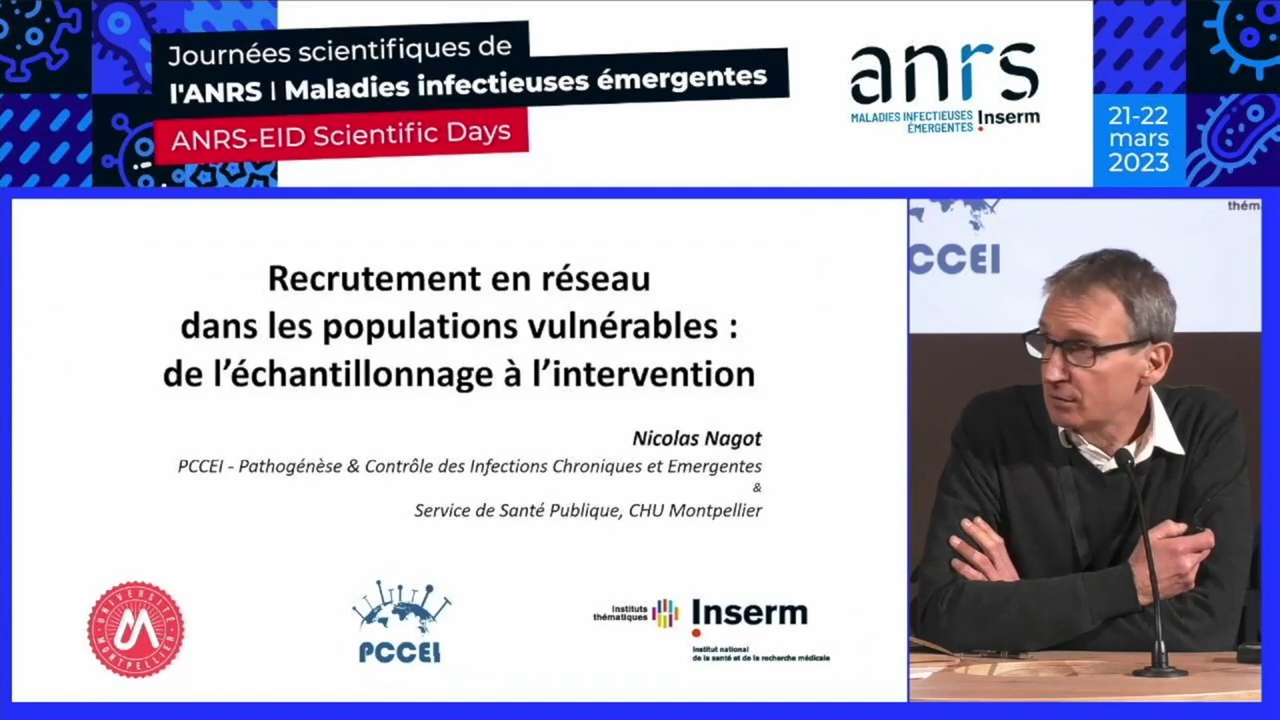 Journées scientifiques de
l'ANRS | Maladies infectieuses émergentes
ANRS-EID Scientific Days
anrs
MALADIES INFECTIEUSES
ÉMERGENTES Inserm
21-22
mars
2023
Recrutement en réseau
dans les populations vulnérables :
de l'échantillonnage à l'intervention
Nicolas Nagot
PCCEI - Pathogénèse & Contrôle des Infections Chroniques et Emergentes
&
Service de Santé Publique, CHU Montpellier
UNIVERSITÉ
MONTPELLIER
PCCEI
Instituts
thématiques
Inserm
Institut national
de la santé et de la recherche médicale
thém
CCEI